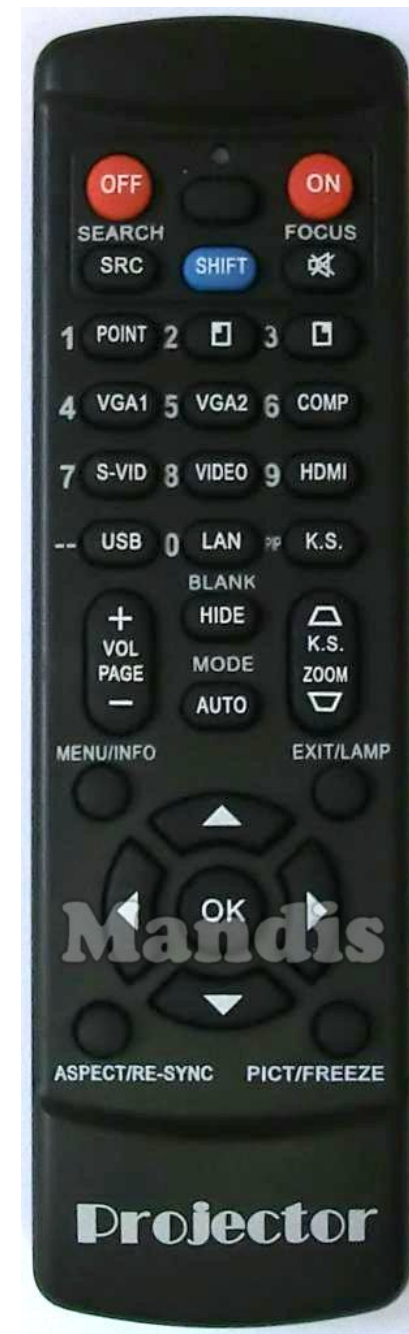 OFF ON
SEARCH FOCUS
SRC SHIFT
1 POINT 2 3
4 VGA1 5 VGA2 6 COMP
7 S-VID 8 VIDEO 9 HDMI
-- USB 0 LAN PIP K.S.
BLANK
+ HIDE
VOL K.S.
PAGE MODE ZOOM
− AUTO
MENU/INFO EXIT/LAMP
OK
Mandis
ASPECT/RE-SYNC PICT/FREEZE
Projector